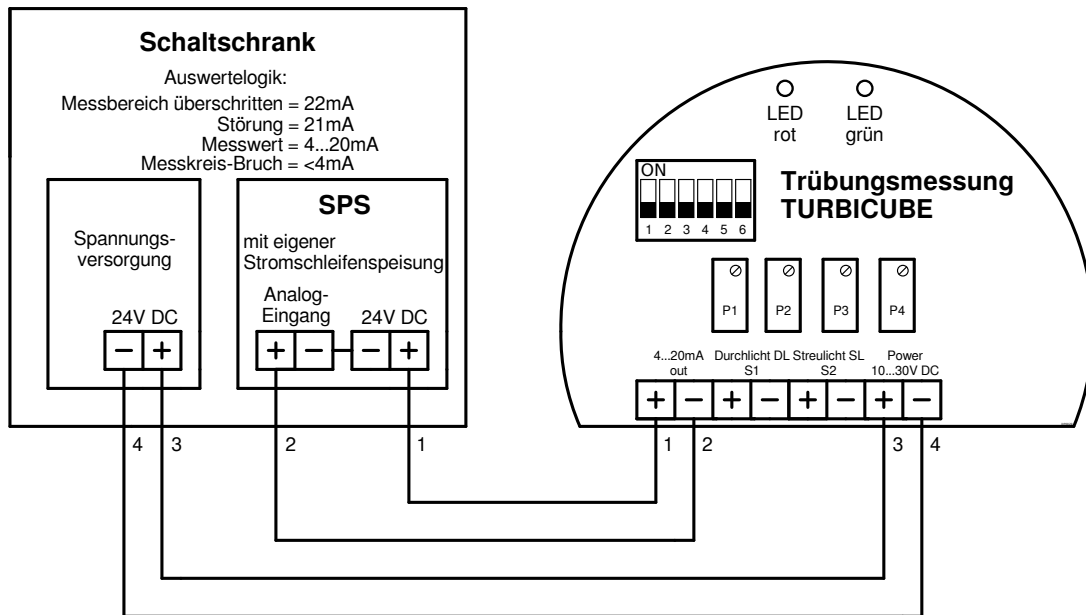 Schaltschrank
Auswertelogik:
Messbereich überschritten = 22mA
Störung = 21mA
Messwert = 4...20mA
Messkreis-Bruch = <4mA
Spannungs-
versorgung
24V DC
− +
SPS
mit eigener
Stromschleifenspeisung
Analog-
Eingang
24V DC
+ − − +
4 3 2 1
LED
rot
LED
grün
ON
1 2 3 4 5 6
Trübungsmessung
TURBICUBE
P1 P2 P3 P4
4...20mA
out
Durchlicht DL
S1
Streulicht SL
S2
Power
10...30V DC
+ − + − + − + −
1 2 3 4